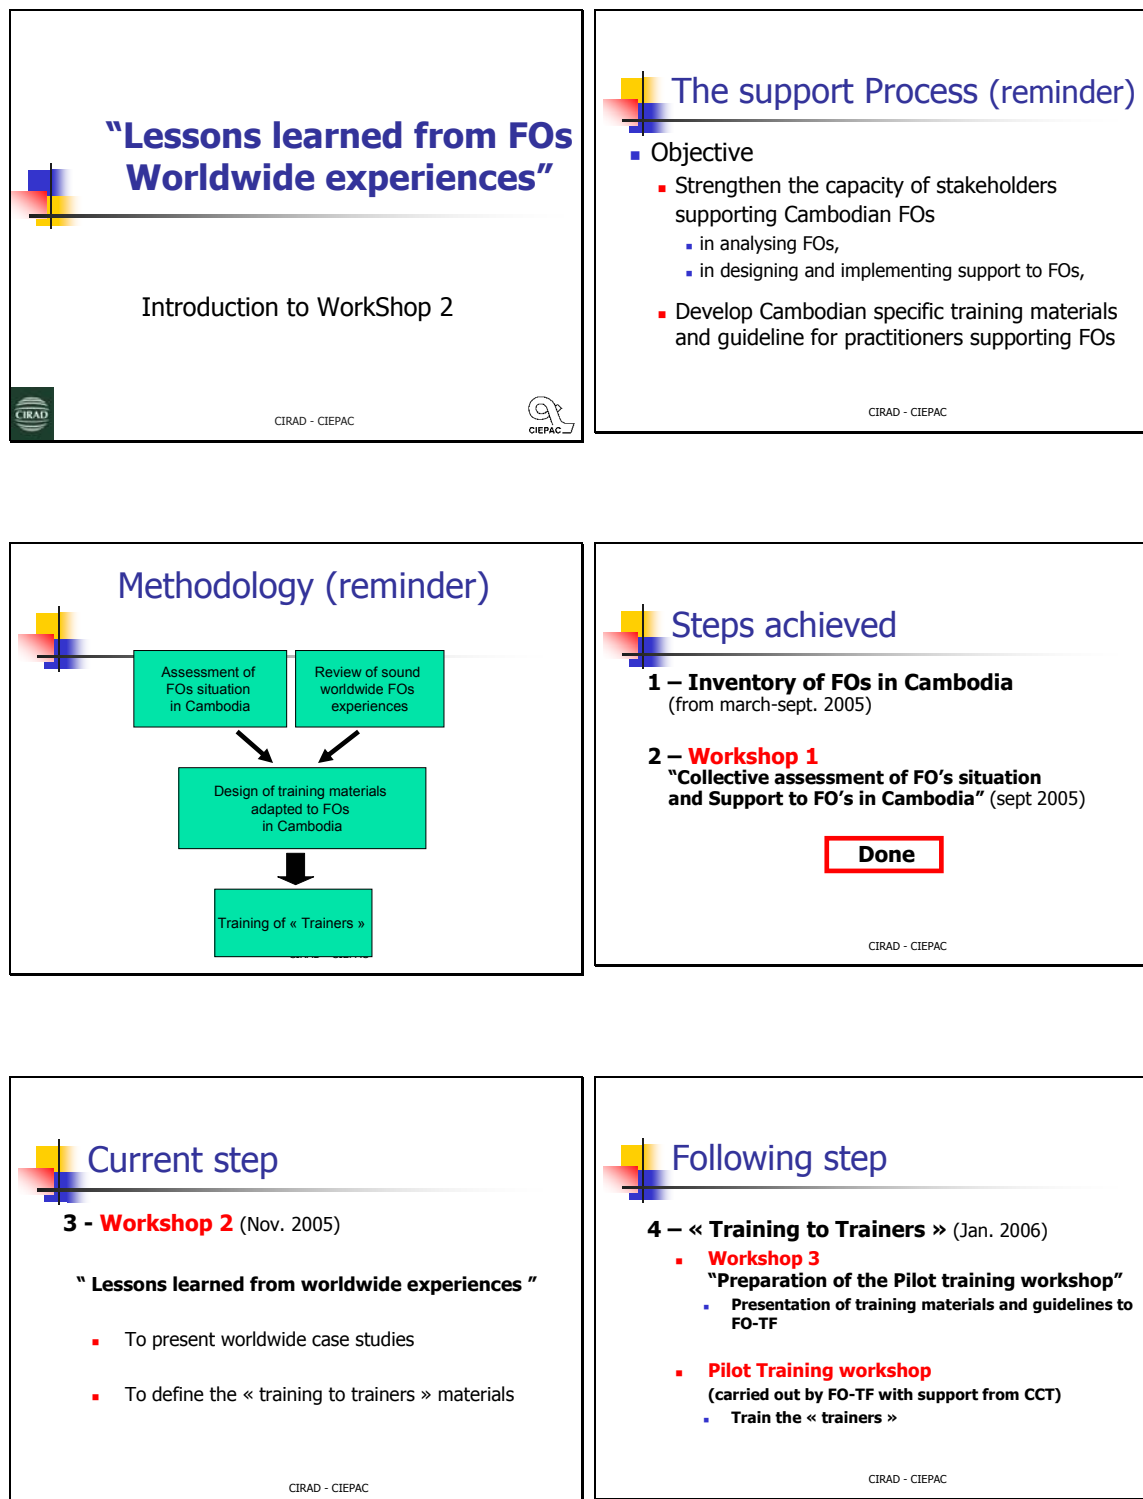 “Lessons learned from FOs
Worldwide experiences”
Introduction to WorkShop 2
CIRAD
CIRAD - CIEPAC
CIEPAC
The support Process (reminder)
Objective
Strengthen the capacity of stakeholders
supporting Cambodian FOs
in analysing FOs,
in designing and implementing support to FOs,
Develop Cambodian specific training materials
and guideline for practitioners supporting FOs
CIRAD - CIEPAC
Methodology (reminder)
Assessment of
FOs situation
in Cambodia
Review of sound
worldwide FOs
experiences
Design of training materials
adapted to FOs
in Cambodia
Training of « Trainers »
Steps achieved
1 – Inventory of FOs in Cambodia
(from march-sept. 2005)
2 – Workshop 1
“Collective assessment of FO’s situation
and Support to FO’s in Cambodia” (sept 2005)
Done
CIRAD - CIEPAC
Current step
3 - Workshop 2 (Nov. 2005)
“ Lessons learned from worldwide experiences ”
To present worldwide case studies
To define the « training to trainers » materials
CIRAD - CIEPAC
Following step
4 – « Training to Trainers » (Jan. 2006)
Workshop 3
“Preparation of the Pilot training workshop”
Presentation of training materials and guidelines to
FO-TF
Pilot Training workshop
(carried out by FO-TF with support from CCT)
Train the « trainers »
CIRAD - CIEPAC